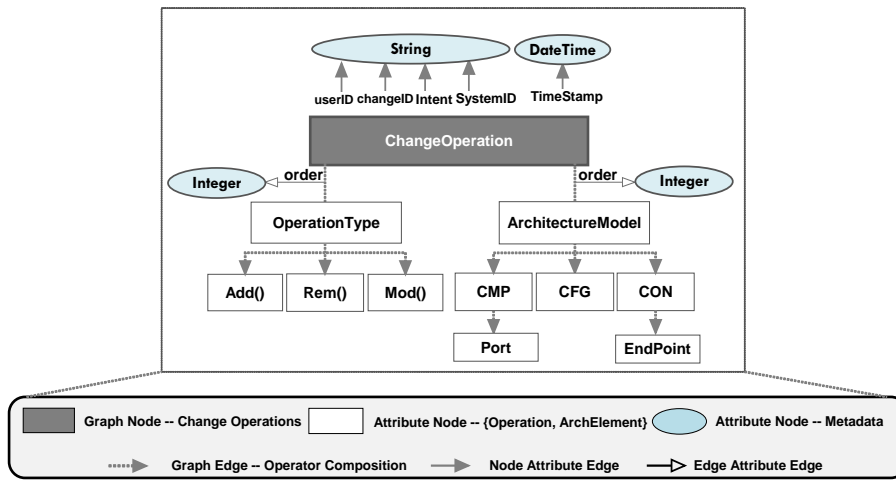 String DateTime
userID changeID Intent SystemID TimeStamp
ChangeOperation
Integer order order Integer
OperationType ArchitectureModel
Add() Rem() Mod() CMP CFG CON
Port EndPoint
Graph Node -- Change Operations Attribute Node -- {Operation, ArchElement} Attribute Node -- Metadata
Graph Edge -- Operator Composition Node Attribute Edge Edge Attribute Edge